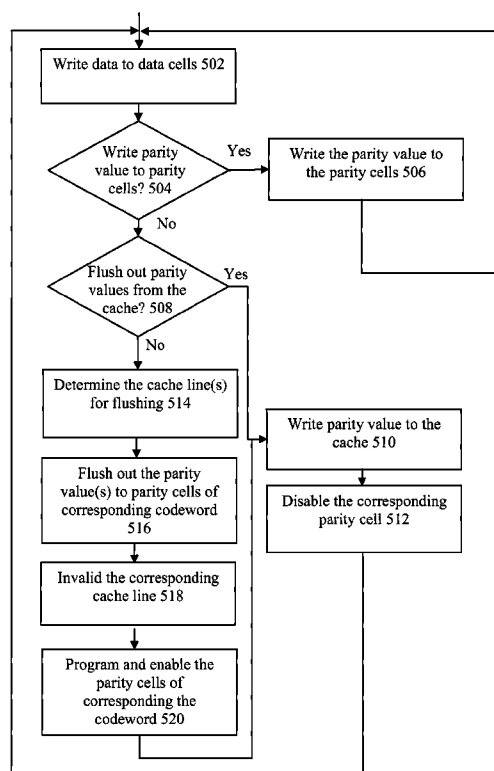 Write data to data cells 502
Write parity
value to parity
cells? 504
Yes
Write the parity value to
the parity cells 506
No
Flush out parity
values from the
cache? 508
Yes
No
Determine the cache line(s)
for flushing 514
Write parity value to the
cache 510
Flush out the parity
value(s) to parity cells of
corresponding codeword
516
Disable the corresponding
parity cell 512
Invalid the corresponding
cache line 518
Program and enable the
parity cells of
corresponding the
codeword 520